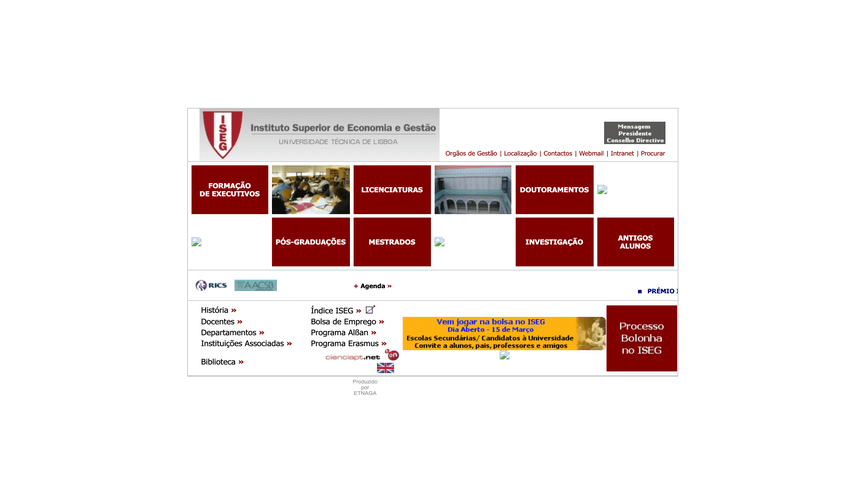 ISEG
Instituto Superior de Economia e Gestão
UNIVERSIDADE TÉCNICA DE LISBOA
Mensagem
Presidente
Conselho Directivo
Orgãos de Gestão | Localização | Contactos | Webmail | Intranet | Procurar
FORMAÇÃO
DE EXECUTIVOS
LICENCIATURAS
DOUTORAMENTOS
PÓS-GRADUAÇÕES
MESTRADOS
INVESTIGAÇÃO
ANTIGOS
ALUNOS
RICS
AACSB
+ Agenda »
PRÉMIO
História »
Docentes »
Departamentos »
Instituições Associadas »
Biblioteca »
Índice ISEG »
Bolsa de Emprego »
Programa Alßan »
Programa Erasmus »
cienciapt.net
on
Vem jogar na bolsa no ISEG
Dia Aberto - 15 de Março
Escolas Secundárias/ Candidatos à Universidade
Convite a alunos, pais, professores e amigos
Processo
Bolonha
no ISEG
Produzido
por
ETNAGA